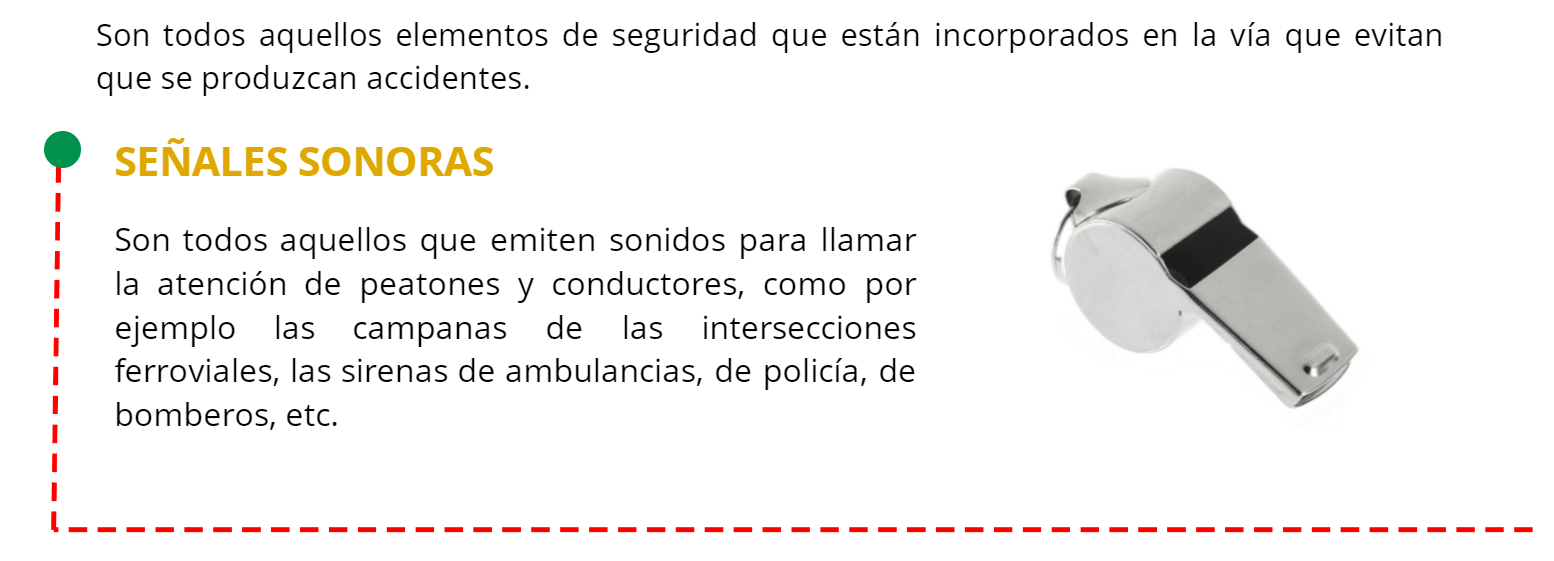 Son todos aquellos elementos de seguridad que están incorporados en la vía que evitan
que se produzcan accidentes.
SEÑALES SONORAS
Son todos aquellos que emiten sonidos para llamar
la atención de peatones y conductores, como por
ejemplo las campanas de las intersecciones
ferroviales, las sirenas de ambulancias, de policía, de
bomberos, etc.